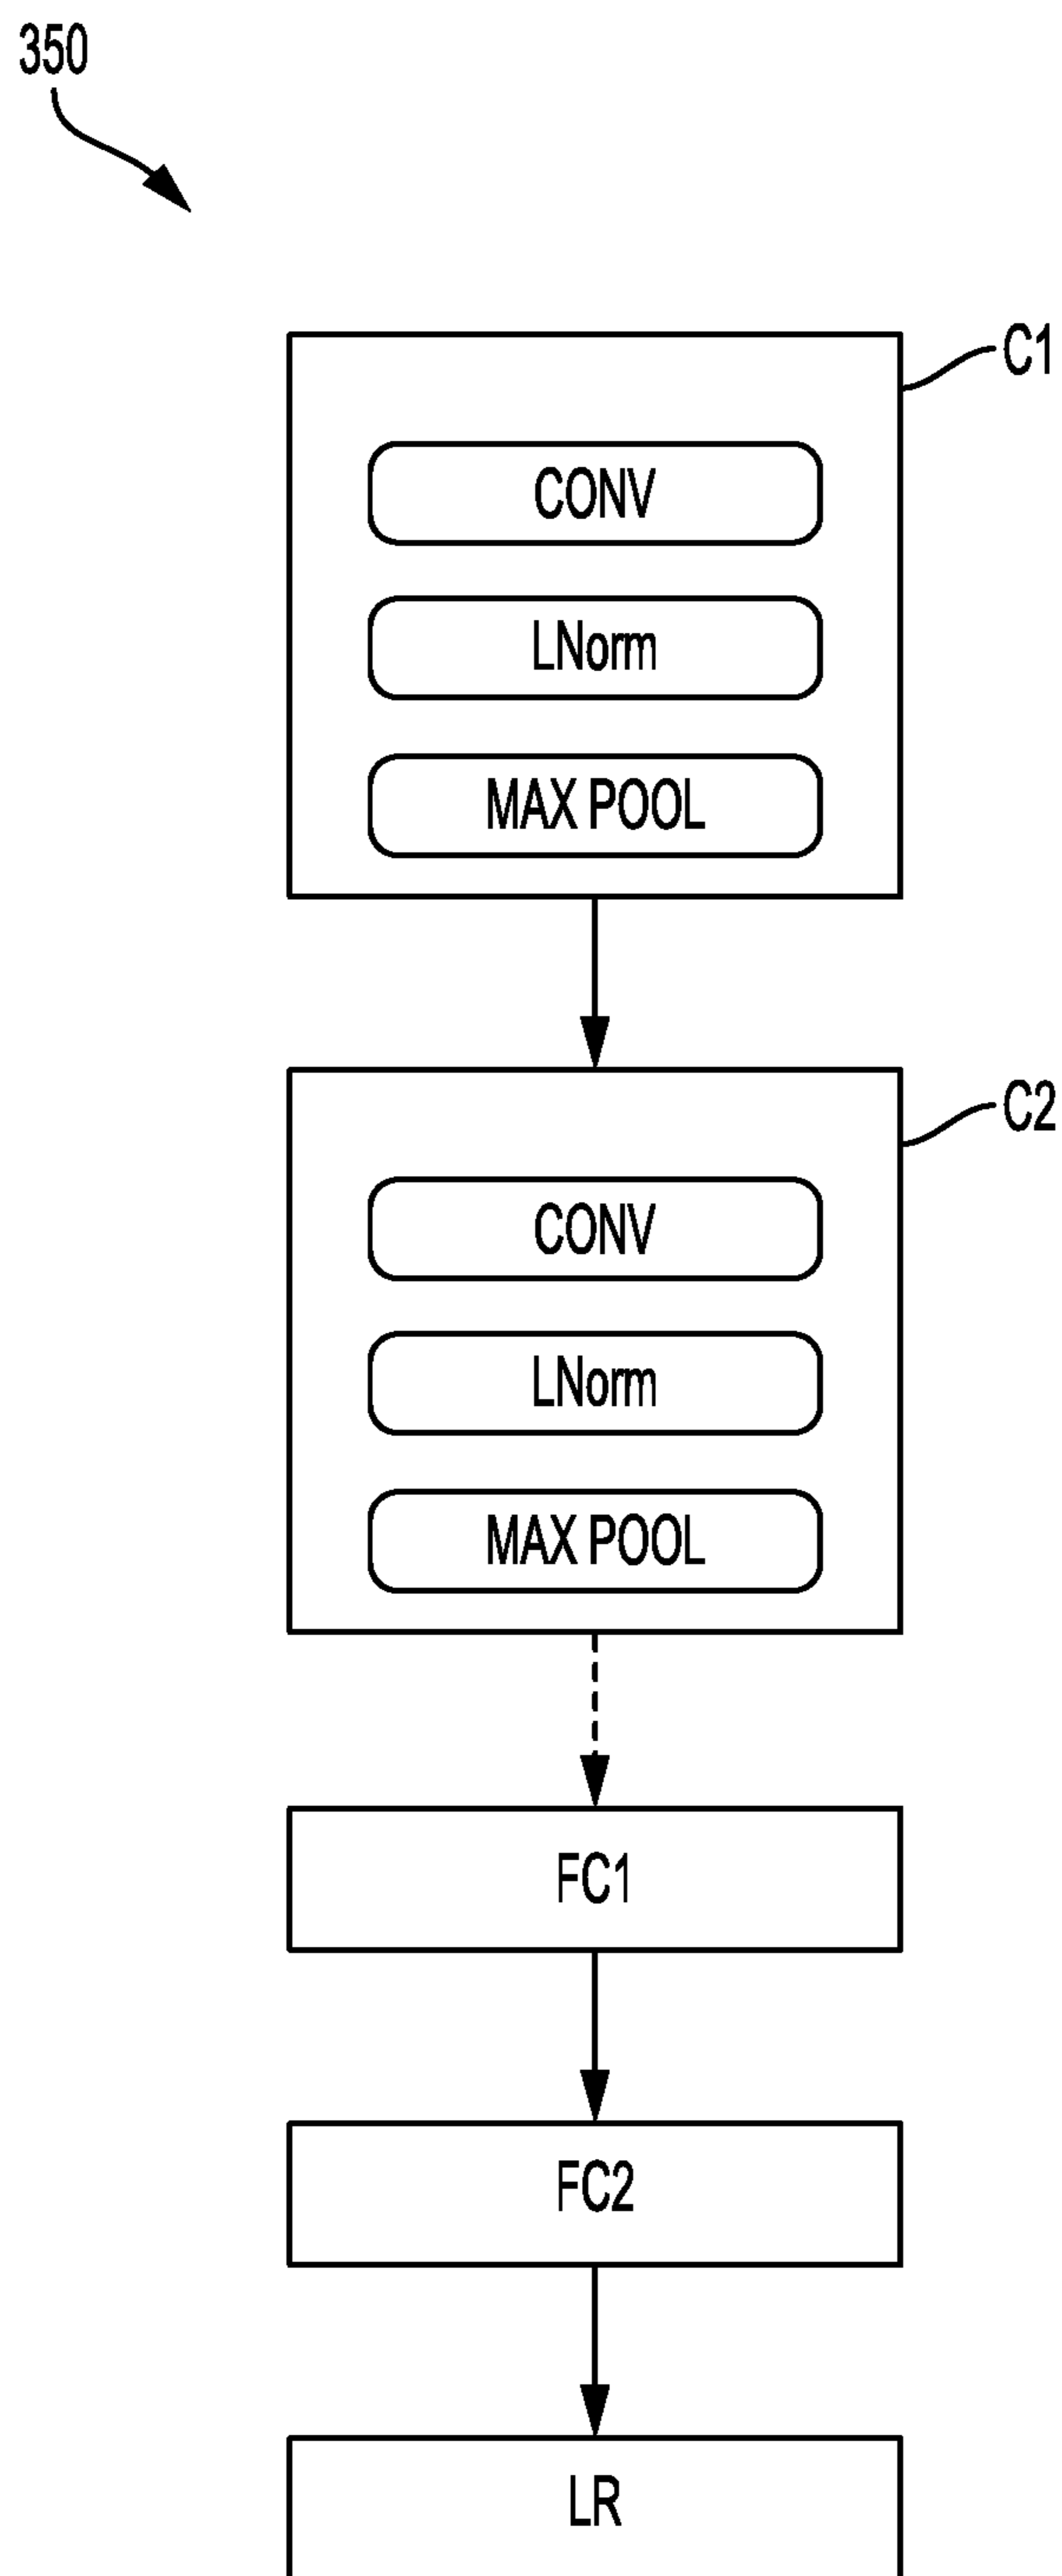 350
C1
CONV
LNorm
MAX POOL
C2
CONV
LNorm
MAX POOL
FC1
FC2
LR